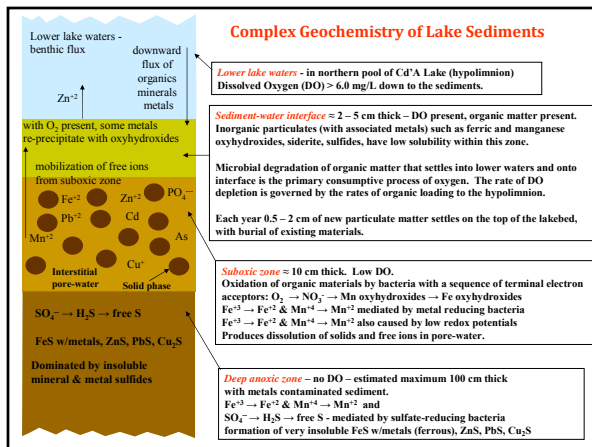 Complex Geochemistry of Lake Sediments
Lower lake waters -
benthic flux
downward
flux of
organics
minerals
metals
Zn⁺²
with O₂ present, some metals
re-precipitate with oxyhydroxides
mobilization of free ions
from suboxic zone
Fe⁺²
Zn⁺²
PO₄⁻⁻⁻
Pb⁺²
Cd
Mn⁺²
As
Cu⁺
Interstitial
pore-water
Solid phase
SO₄⁻ → H₂S → free S
FeS w/metals, ZnS, PbS, Cu₂S
Dominated by insoluble
mineral & metal sulfides
Lower lake waters - in northern pool of Cd'A Lake (hypolimnion)
Dissolved Oxygen (DO) > 6.0 mg/L down to the sediments.
Sediment-water interface ≈ 2 – 5 cm thick – DO present, organic matter present.
Inorganic particulates (with associated metals) such as ferric and manganese
oxyhydroxides, siderite, sulfides, have low solubility within this zone.
Microbial degradation of organic matter that settles into lower waters and onto
interface is the primary consumptive process of oxygen. The rate of DO
depletion is governed by the rates of organic loading to the hypolimnion.
Each year 0.5 – 2 cm of new particulate matter settles on the top of the lakebed,
with burial of existing materials.
Suboxic zone ≈ 10 cm thick. Low DO.
Oxidation of organic materials by bacteria with a sequence of terminal electron
acceptors: O₂ → NO₃⁻ → Mn oxyhydroxides → Fe oxyhydroxides
Fe⁺³ → Fe⁺² & Mn⁺⁴ → Mn⁺² mediated by metal reducing bacteria
Fe⁺³ → Fe⁺² & Mn⁺⁴ → Mn⁺² also caused by low redox potentials
Produces dissolution of solids and free ions in pore-water.
Deep anoxic zone – no DO – estimated maximum 100 cm thick
with metals contaminated sediment.
Fe⁺³ → Fe⁺² & Mn⁺⁴ → Mn⁺² and
SO₄⁻ → H₂S → free S - mediated by sulfate-reducing bacteria
formation of very insoluble FeS w/metals (ferrous), ZnS, PbS, Cu₂S